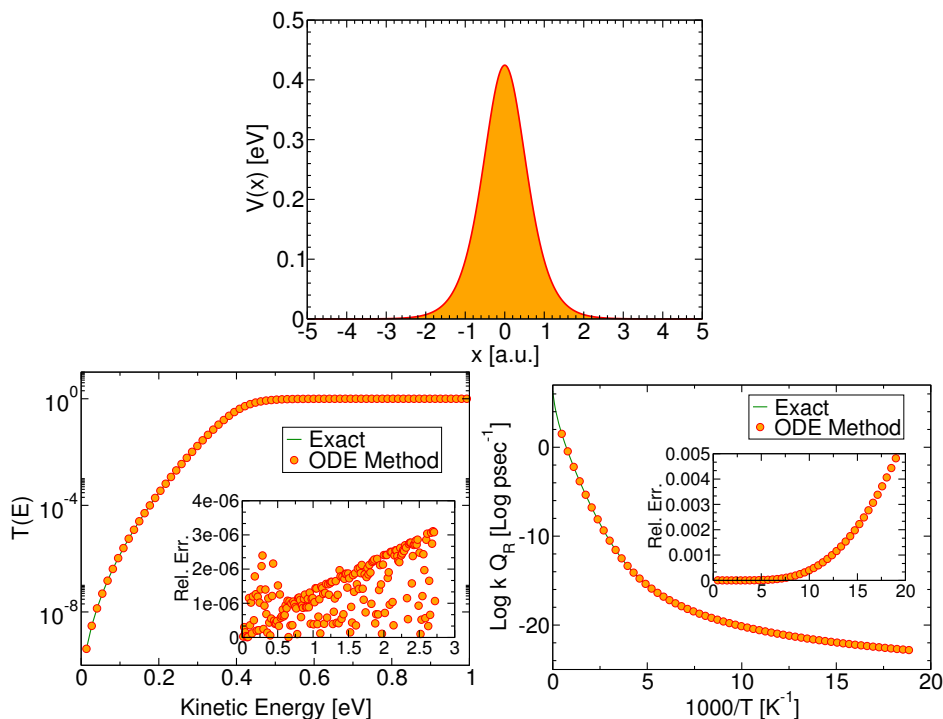 0.5
0.4
0.3
0.2
0.1
0
V(x) [eV]
-5 -4 -3 -2 -1 0 1 2 3 4 5
x [a.u.]
10^0
10^-4
10^-8
T(E)
Exact
ODE Method
4e-06
3e-06
2e-06
1e-06
0
Rel. Err.
0 0.5 1 1.5 2 2.5 3
0 0.2 0.4 0.6 0.8 1
Kinetic Energy [eV]
0
-10
-20
Log k Q_R [Log psec^-1]
Exact
ODE Method
0.005
0.004
0.003
0.002
0.001
0
Rel. Err.
0 5 10 15 20
0 5 10 15 20
1000/T [K^-1]